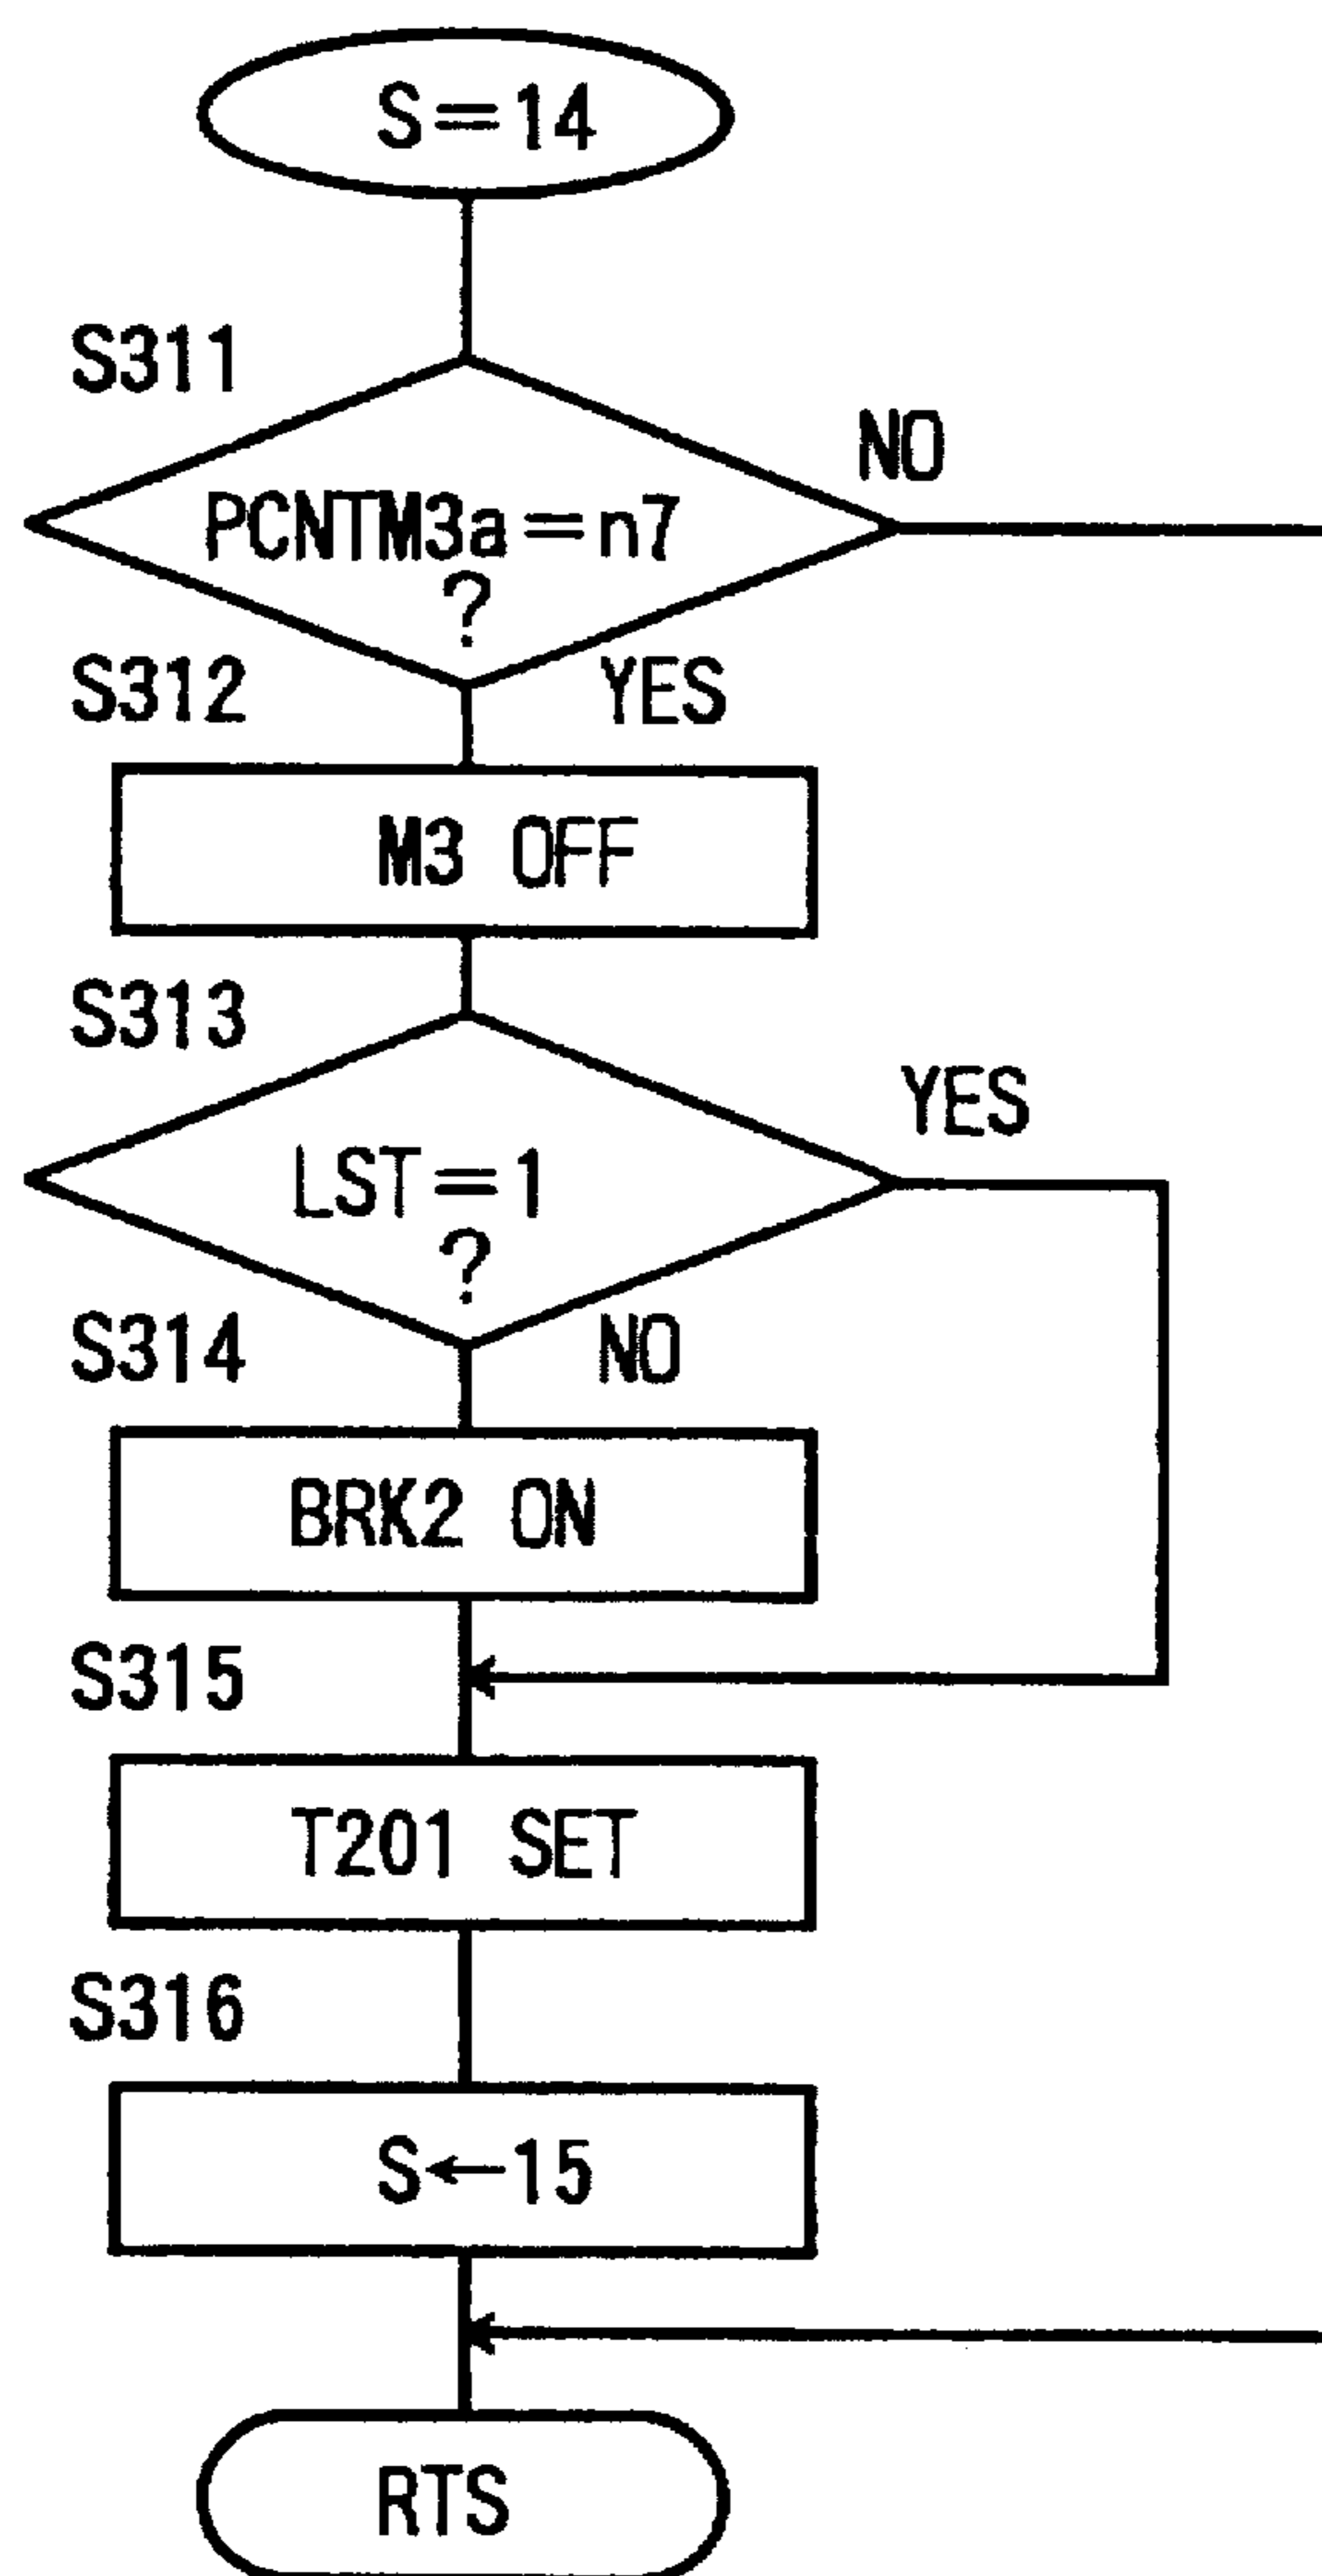 S=14
S311
NO
PCNTM3a=n7
?
S312
YES
M3 OFF
S313
YES
LST=1
?
S314
NO
BRK2 ON
S315
T201 SET
S316
S←15
RTS